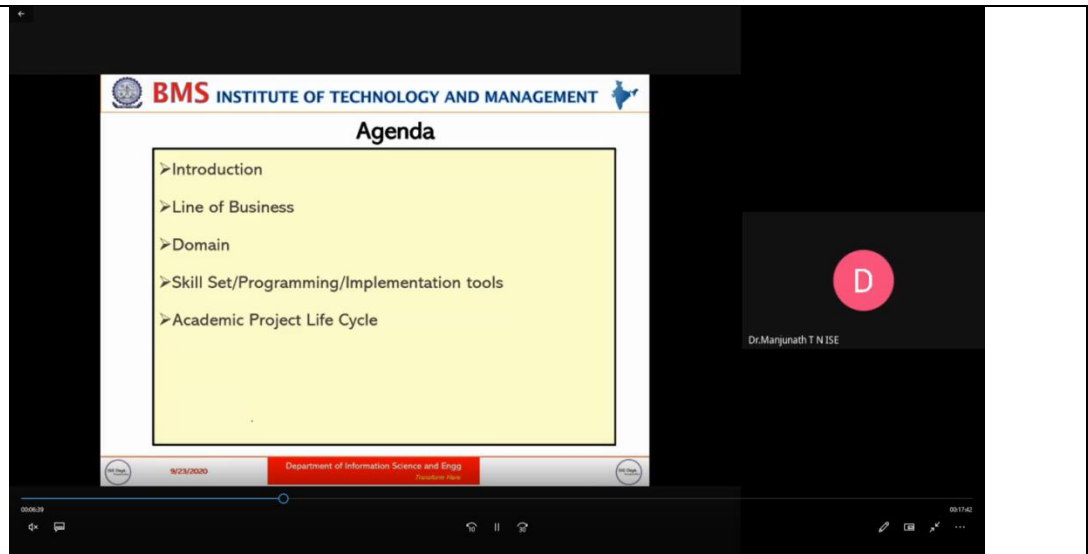 BMS INSTITUTE OF TECHNOLOGY AND MANAGEMENT
Agenda
➢Introduction
➢Line of Business
➢Domain
➢Skill Set/Programming/Implementation tools
➢Academic Project Life Cycle
D
Dr.Manjunath T N ISE
9/23/2020
Department of Information Science and Engg
Transform Here
00:06:39
00:17:42
10
30